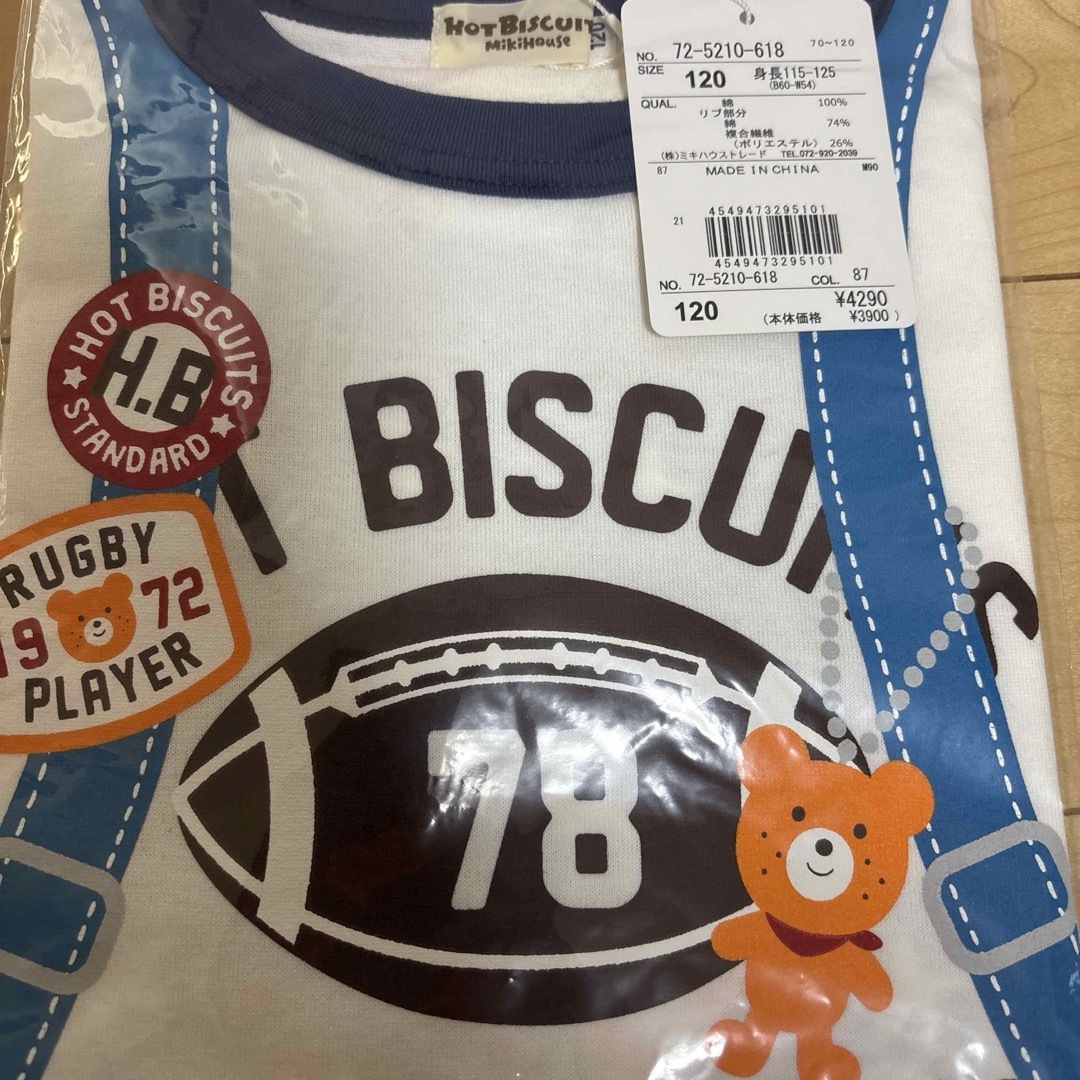 HOT BISCUIT
MiKiHOUSE
120
NO. 72-5210-618 70~120
SIZE 120 身長115-125
(B60-W54)
QUAL. 綿 100%
リブ部分
綿 74%
複合繊維
(ポリエステル) 26%
(株)ミキハウストレード TEL.072-920-2039
87 MADE IN CHINA M90
4549473295101
21
4549473295101
NO. 72-5210-618 COL. 87
120 ¥4290
(本体価格 ¥3900)
HOT BISCUITS
H.B
STANDARD
BISCUITS
RUGBY
1972
PLAYER
78